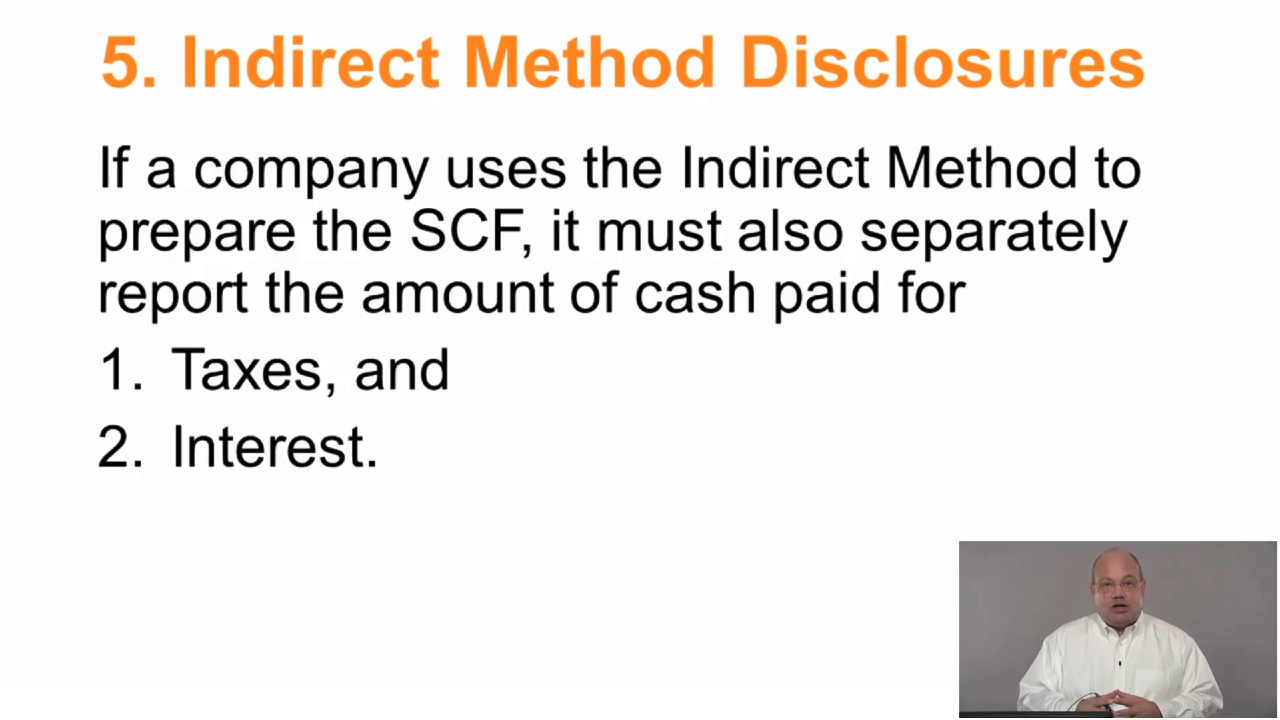 5. Indirect Method Disclosures
If a company uses the Indirect Method to
prepare the SCF, it must also separately
report the amount of cash paid for
1. Taxes, and
2. Interest.